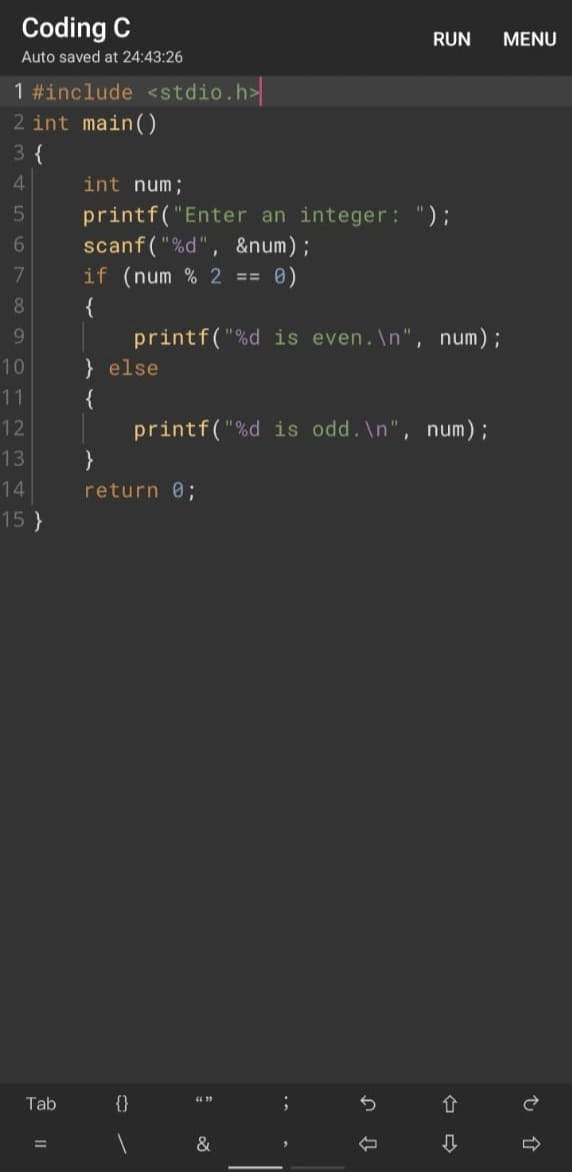 Coding C
RUN MENU
Auto saved at 24:43:26
1 #include <stdio.h>
2 int main()
3 {
4     int num;
5     printf("Enter an integer: ");
6     scanf("%d", &num);
7     if (num % 2 == 0)
8     {
9         printf("%d is even.\n", num);
10     } else
11     {
12         printf("%d is odd.\n", num);
13     }
14     return 0;
15 }
Tab {} “” ;
= \ & ,